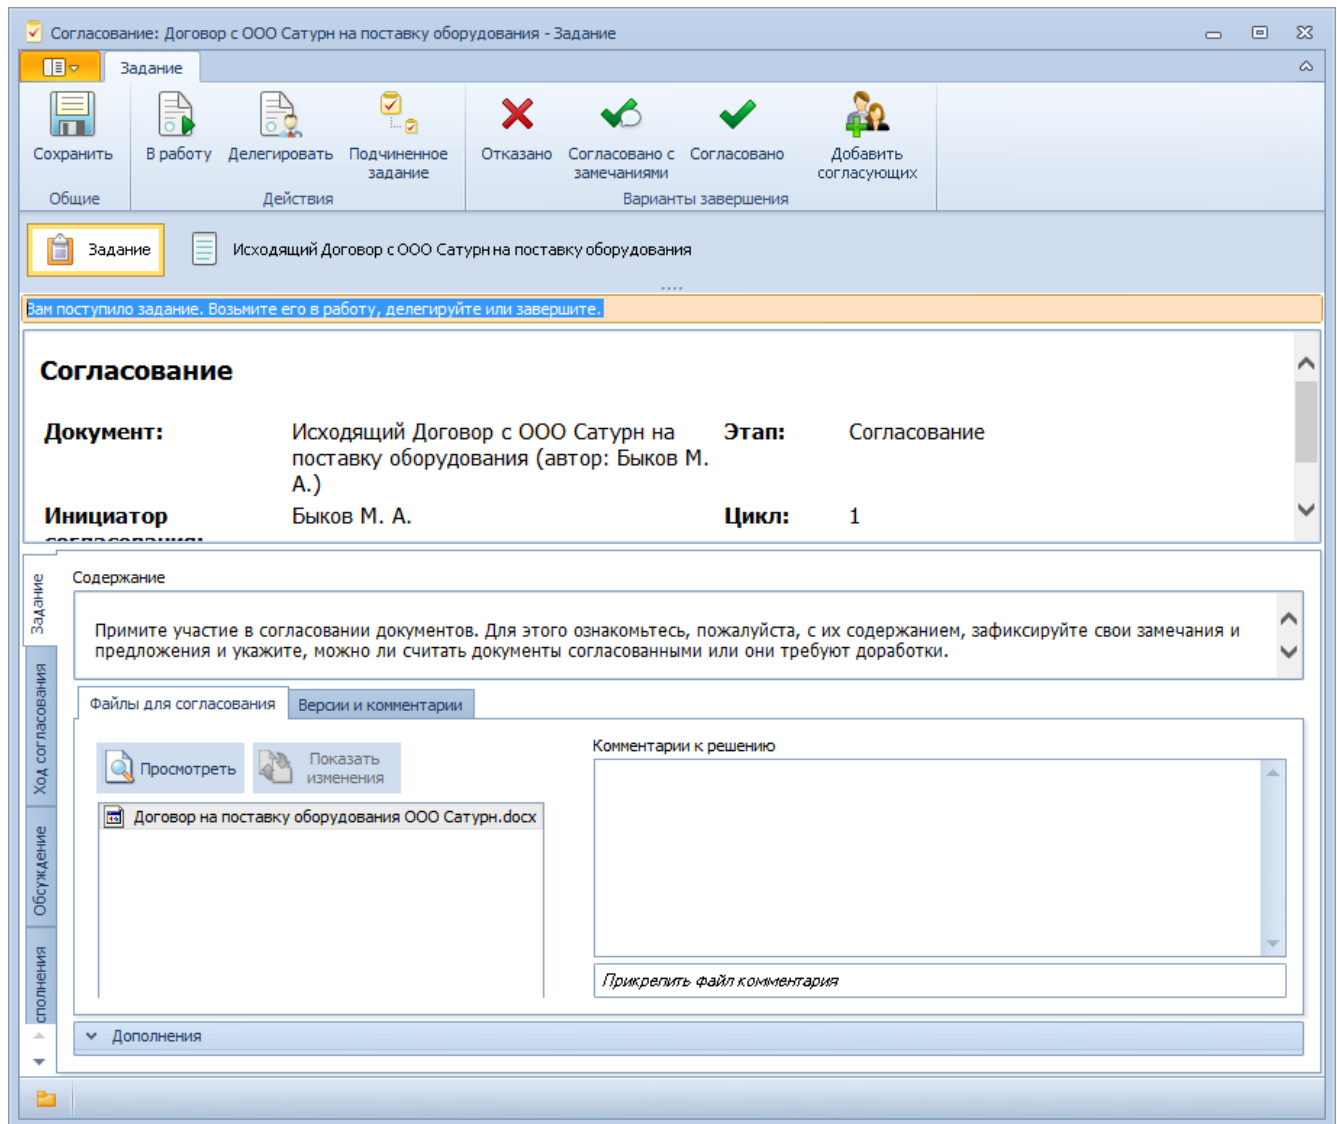 Согласование: Договор с ООО Сатурн на поставку оборудования - Задание
Задание
Сохранить
В работу
Делегировать
Подчиненное
задание
Отказано
Согласовано с
замечаниями
Согласовано
Добавить
согласующих
Общие
Действия
Варианты завершения
Задание
Исходящий Договор с ООО Сатурн на поставку оборудования
Вам поступило задание. Возьмите его в работу, делегируйте или завершите.
Согласование
Документ:
Исходящий Договор с ООО Сатурн на
поставку оборудования (автор: Быков М.
А.)
Этап:
Согласование
Инициатор
согласования:
Быков М. А.
Цикл:
1
Задание
Ход согласования
Обсуждение
сполнения
Содержание
Примите участие в согласовании документов. Для этого ознакомьтесь, пожалуйста, с их содержанием, зафиксируйте свои замечания и
предложения и укажите, можно ли считать документы согласованными или они требуют доработки.
Файлы для согласования
Версии и комментарии
Просмотреть
Показать
изменения
Договор на поставку оборудования ООО Сатурн.docx
Комментарии к решению
Прикрепить файл комментария
Дополнения